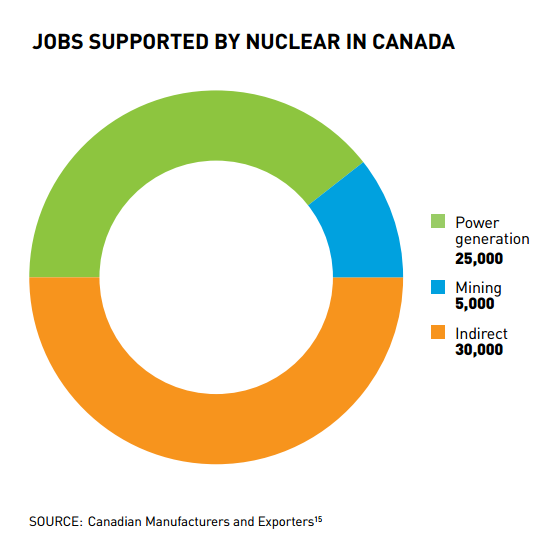 JOBS SUPPORTED BY NUCLEAR IN CANADA
Power
generation
25,000
Mining
5,000
Indirect
30,000
SOURCE: Canadian Manufacturers and Exporters¹⁵